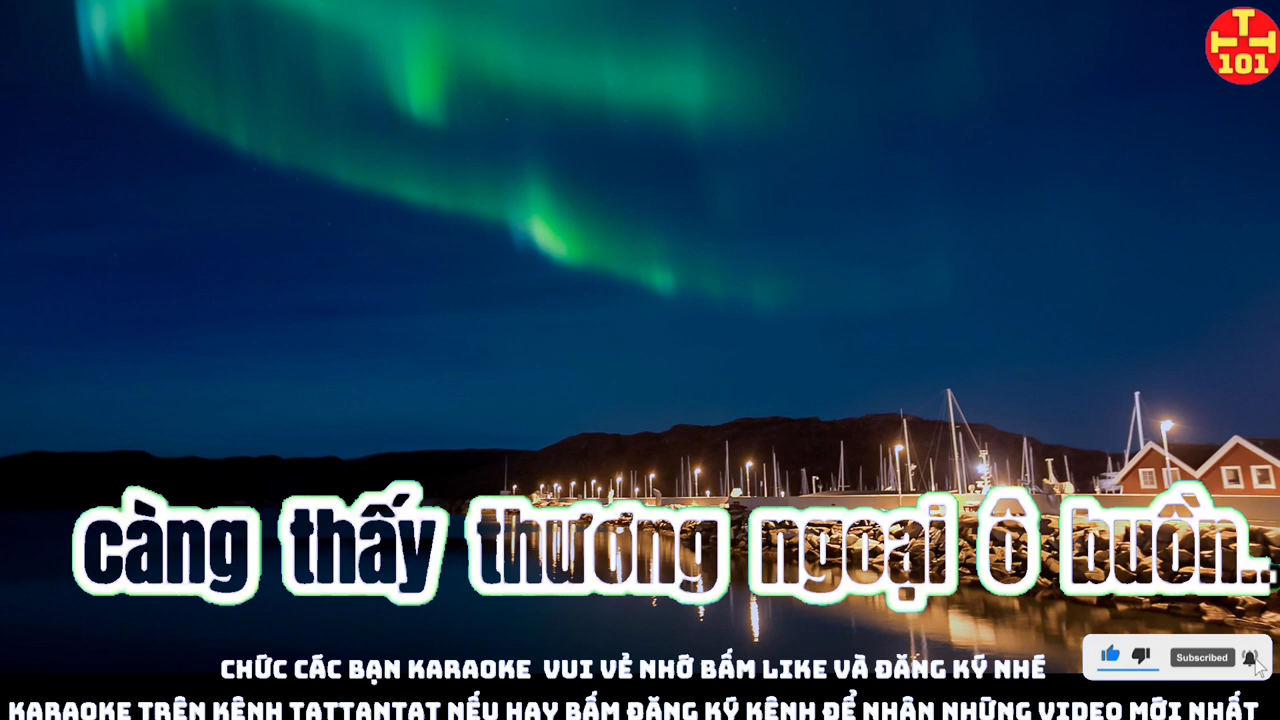 T
T T
101
càng thấy thương ngoại ô buồn...
CHÚC CÁC BẠN KARAOKE VUI VẺ NHỚ BẤM LIKE VÀ ĐĂNG KÝ NHÉ
Subscribed
KARAOKE TRÊN KÊNH TATTANTAT NẾU HAY BẤM ĐĂNG KÝ KÊNH ĐỂ NHẬN NHỮNG VIDEO MỚI NHẤT